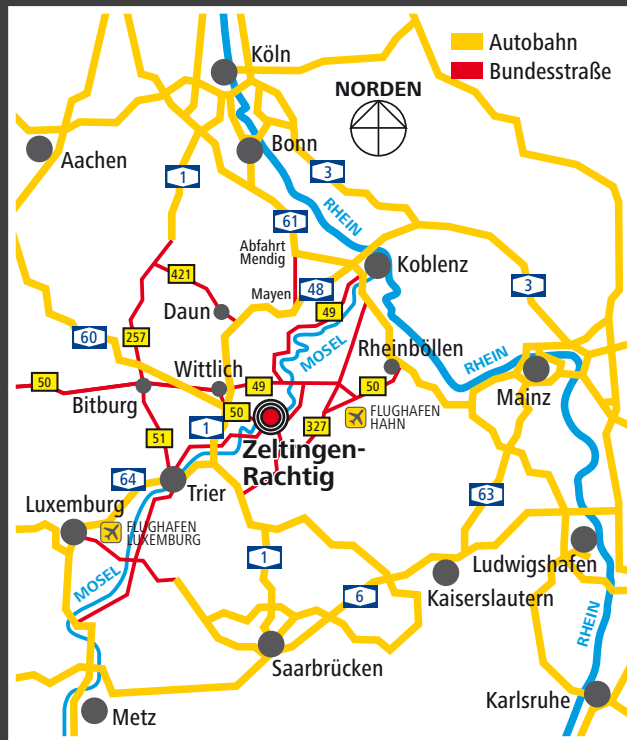 Köln
Autobahn
Bundesstraße
NORDEN
Bonn
Aachen
1
3
RHEIN
61
Abfahrt
Mendig
421
48
Koblenz
Mayen
3
Daun
49
60
257
MOSEL
Rheinböllen
RHEIN
Wittlich
50
49
50
Mainz
Bitburg
50
FLUGHAFEN
HAHN
1
327
51
Zeltingen-
Rachtig
64
Trier
63
Luxemburg
FLUGHAFEN
LUXEMBURG
1
Ludwigshafen
MOSEL
6
Kaiserslautern
RHEIN
Saarbrücken
Karlsruhe
Metz